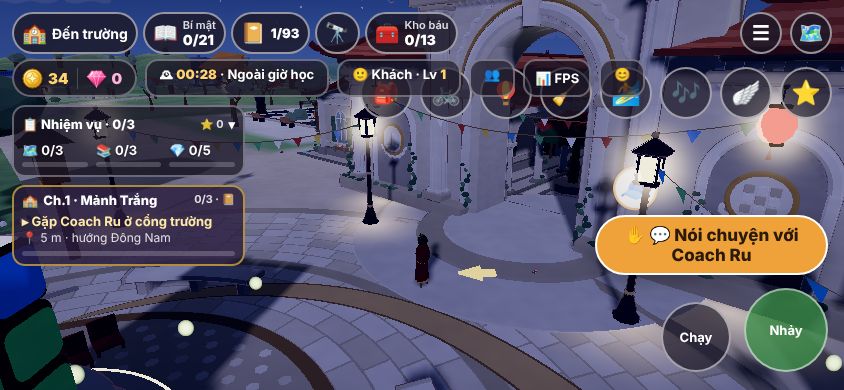 Đến trường
Bí mật
0/21
1/93
Kho báu
0/13
34
0
00:28 · Ngoài giờ học
Khách · Lv 1
FPS
Nhiệm vụ · 0/3
0 ▾
0/3
0/3
0/5
Ch.1 · Mảnh Trắng
0/3 ·
▸ Gặp Coach Ru ở cổng trường
5 m · hướng Đông Nam
Nói chuyện với
Coach Ru
Chạy
Nhảy